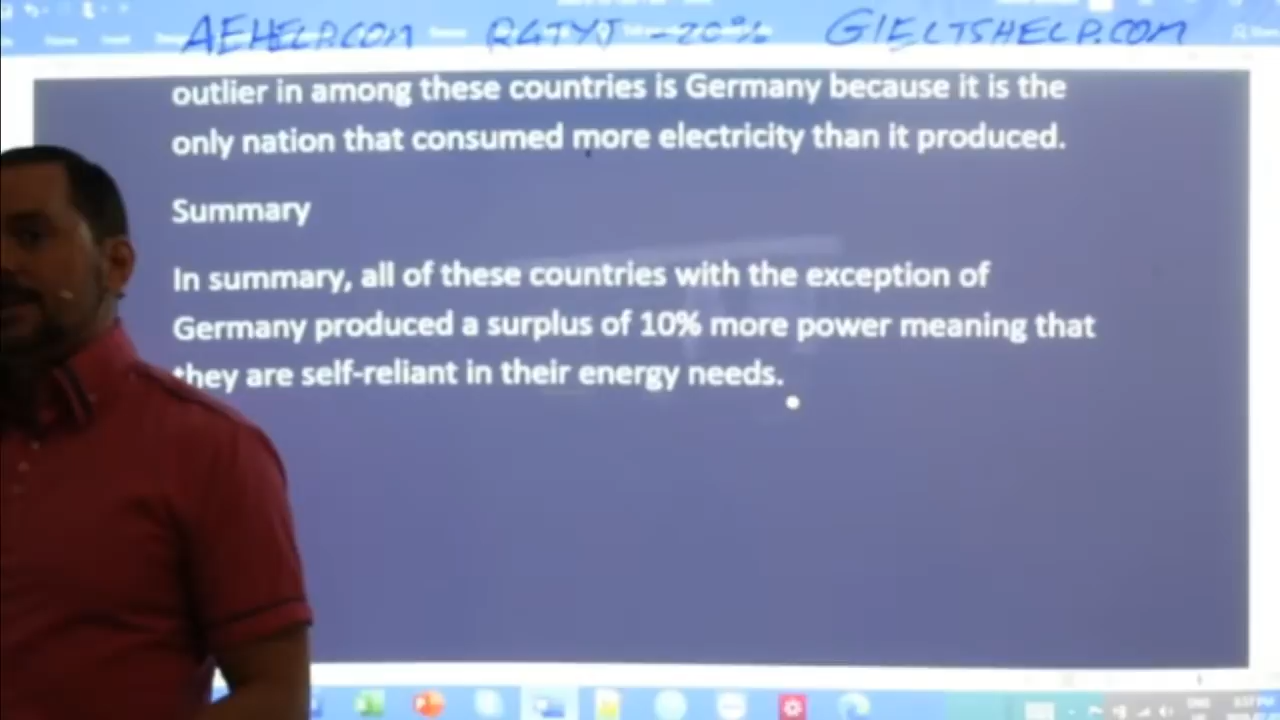 AEHELP.COM R4TYJ -20% GIELTSHELP.COM
outlier in among these countries is Germany because it is the
only nation that consumed more electricity than it produced.
Summary
In summary, all of these countries with the exception of
Germany produced a surplus of 10% more power meaning that
they are self-reliant in their energy needs.